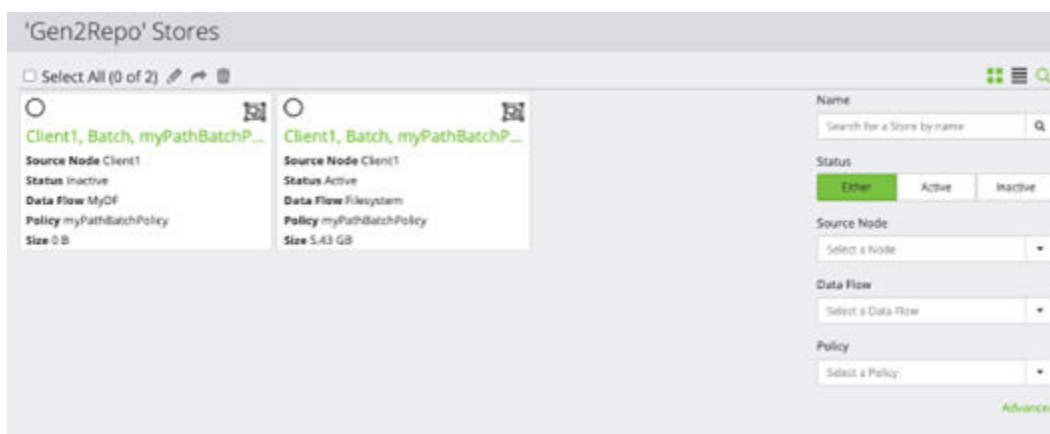 'Gen2Repo' Stores
Select All (0 of 2)
Client1, Batch, myPathBatchP...
Source Node Client1
Status Inactive
Data Flow MyDF
Policy myPathBatchPolicy
Size 0 B
Client1, Batch, myPathBatchP...
Source Node Client1
Status Active
Data Flow Filesystem
Policy myPathBatchPolicy
Size 5.43 GB
Name
Search for a Store by name
Status
Either Active Inactive
Source Node
Select a Node
Data Flow
Select a Data Flow
Policy
Select a Policy
Advance